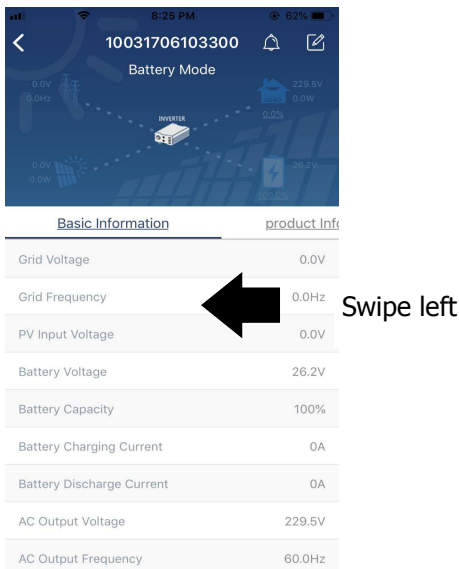 8:25 PM
62%
10031706103300
Battery Mode
0.0V
0.0Hz
229.5V
0.0W
LOAD
0.0%
INVERTER
0.0V
0.0W
26.2V
100.0%
Basic Information
product Info
Grid Voltage 0.0V
Grid Frequency 0.0Hz
Swipe left
PV Input Voltage 0.0V
Battery Voltage 26.2V
Battery Capacity 100%
Battery Charging Current 0A
Battery Discharge Current 0A
AC Output Voltage 229.5V
AC Output Frequency 60.0Hz